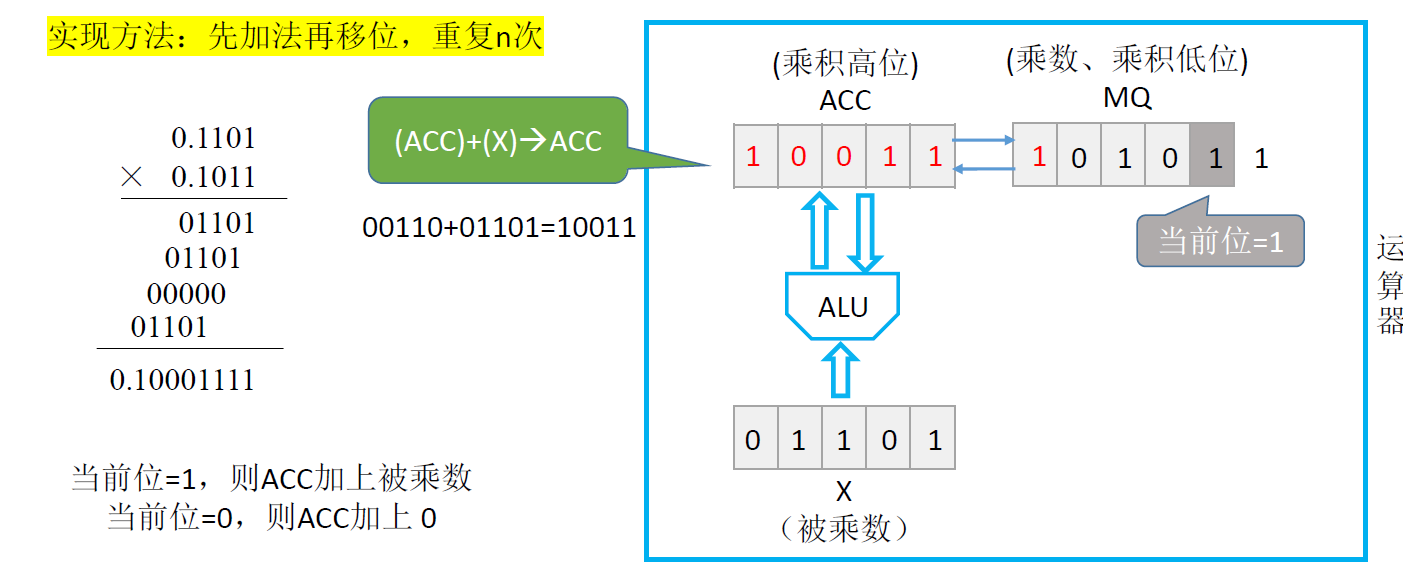 实现方法：先加法再移位，重复n次
0.1101
× 0.1011
01101
01101
00000
01101
0.10001111
当前位=1，则ACC加上被乘数
当前位=0，则ACC加上 0
(ACC)+(X)→ACC
00110+01101=10011
(乘积高位)
ACC
1 0 0 1 1
(乘数、乘积低位)
MQ
1 0 1 0 1 1
当前位=1
ALU
0 1 1 0 1
X
（被乘数）
运
算
器